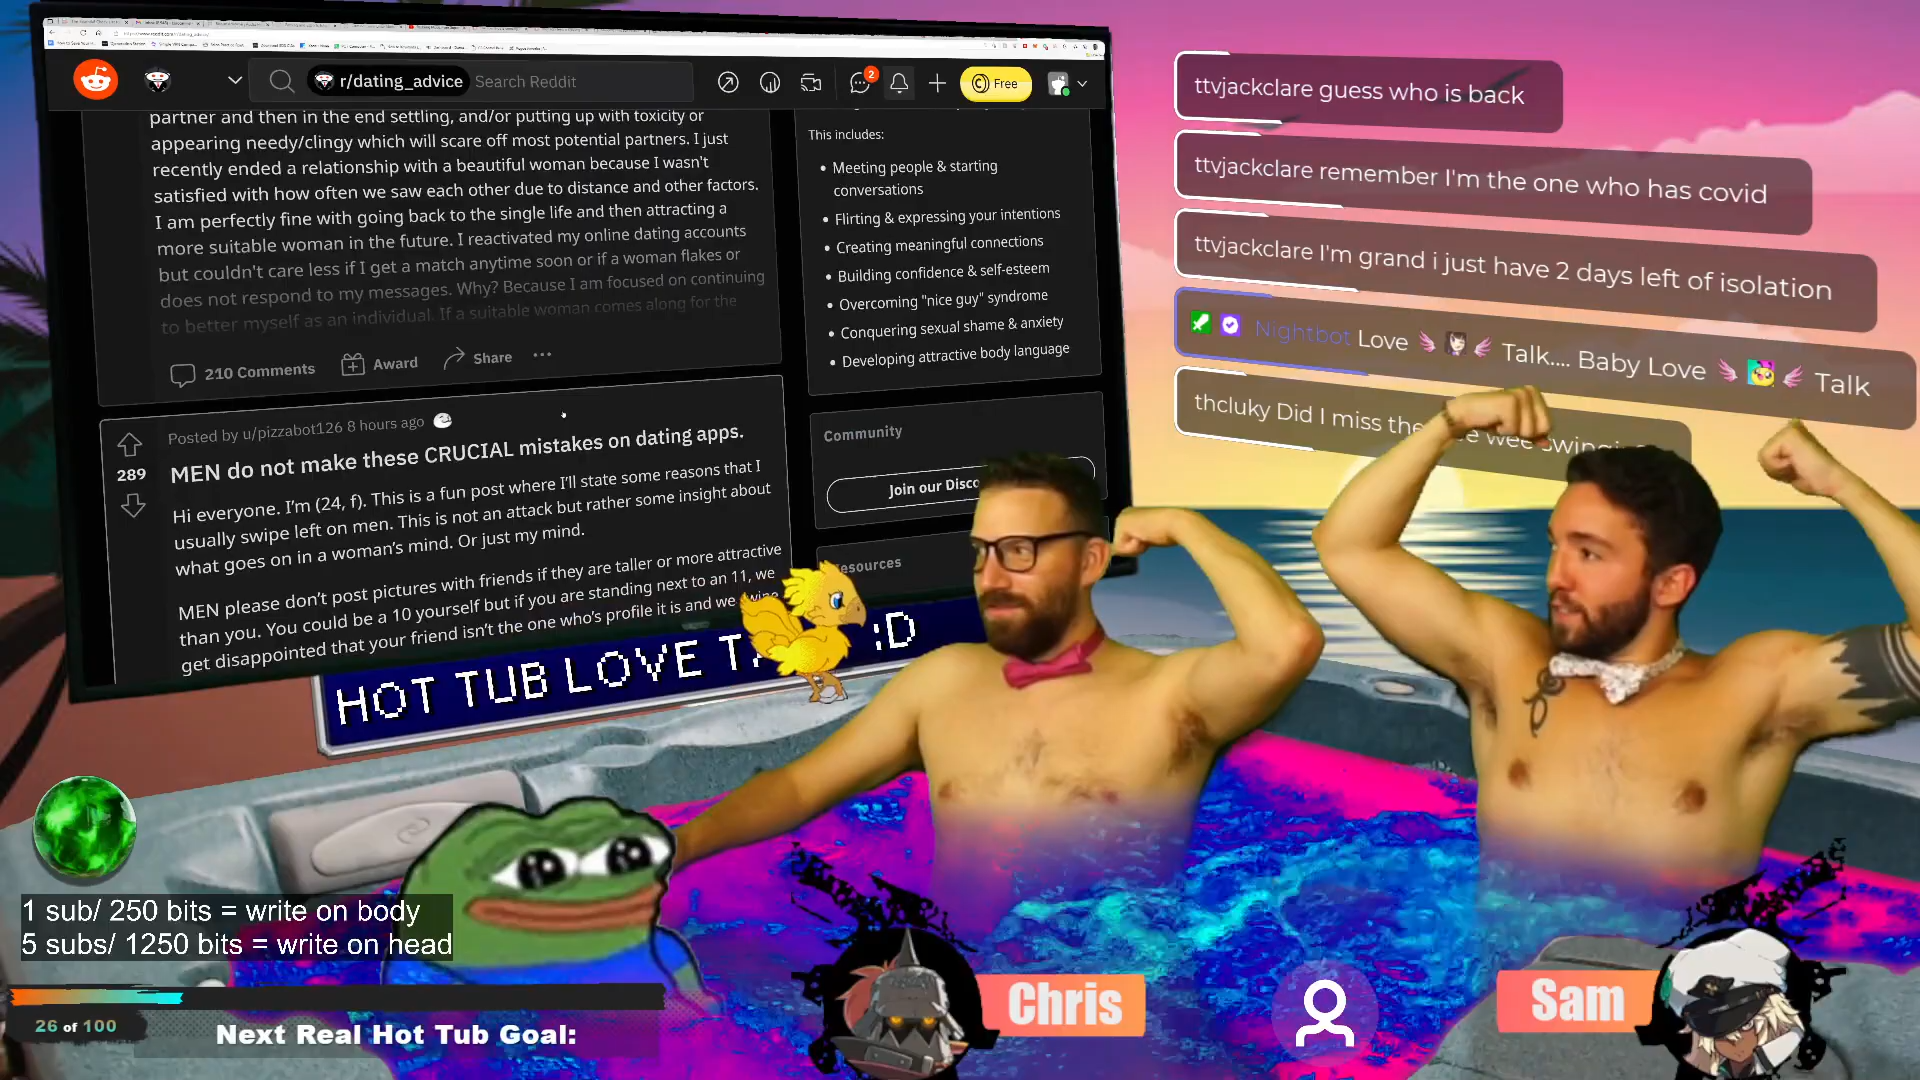 r/dating_advice Search Reddit
2
Free
partner and then in the end settling, and/or putting up with toxicity or
appearing needy/clingy which will scare off most potential partners. I just
recently ended a relationship with a beautiful woman because I wasn't
satisfied with how often we saw each other due to distance and other factors.
I am perfectly fine with going back to the single life and then attracting a
more suitable woman in the future. I reactivated my online dating accounts
but couldn't care less if I get a match anytime soon or if a woman flakes or
does not respond to my messages. Why? Because I am focused on continuing
to better myself as an individual. If a suitable woman comes along for the
210 Comments Award Share ...
Posted by u/pizzabot126 8 hours ago
289
MEN do not make these CRUCIAL mistakes on dating apps.
Hi everyone. I'm (24, f). This is a fun post where I'll state some reasons that I
usually swipe left on men. This is not an attack but rather some insight about
what goes on in a woman's mind. Or just my mind.
MEN please don't post pictures with friends if they are taller or more attractive
than you. You could be a 10 yourself but if you are standing next to an 11, we
get disappointed that your friend isn't the one who's profile it is and we
This includes:
• Meeting people & starting
conversations
• Flirting & expressing your intentions
• Creating meaningful connections
• Building confidence & self-esteem
• Overcoming "nice guy" syndrome
• Conquering sexual shame & anxiety
• Developing attractive body language
Community
Join our Disco
esources
ttvjackclare guess who is back
ttvjackclare remember I'm the one who has covid
ttvjackclare I'm grand i just have 2 days left of isolation
Nightbot Love Talk.... Baby Love Talk
thcluky Did I miss the wee
HOT TUB LOVE :D
1 sub/ 250 bits = write on body
5 subs/ 1250 bits = write on head
26 of 100
Next Real Hot Tub Goal:
Chris
Sam